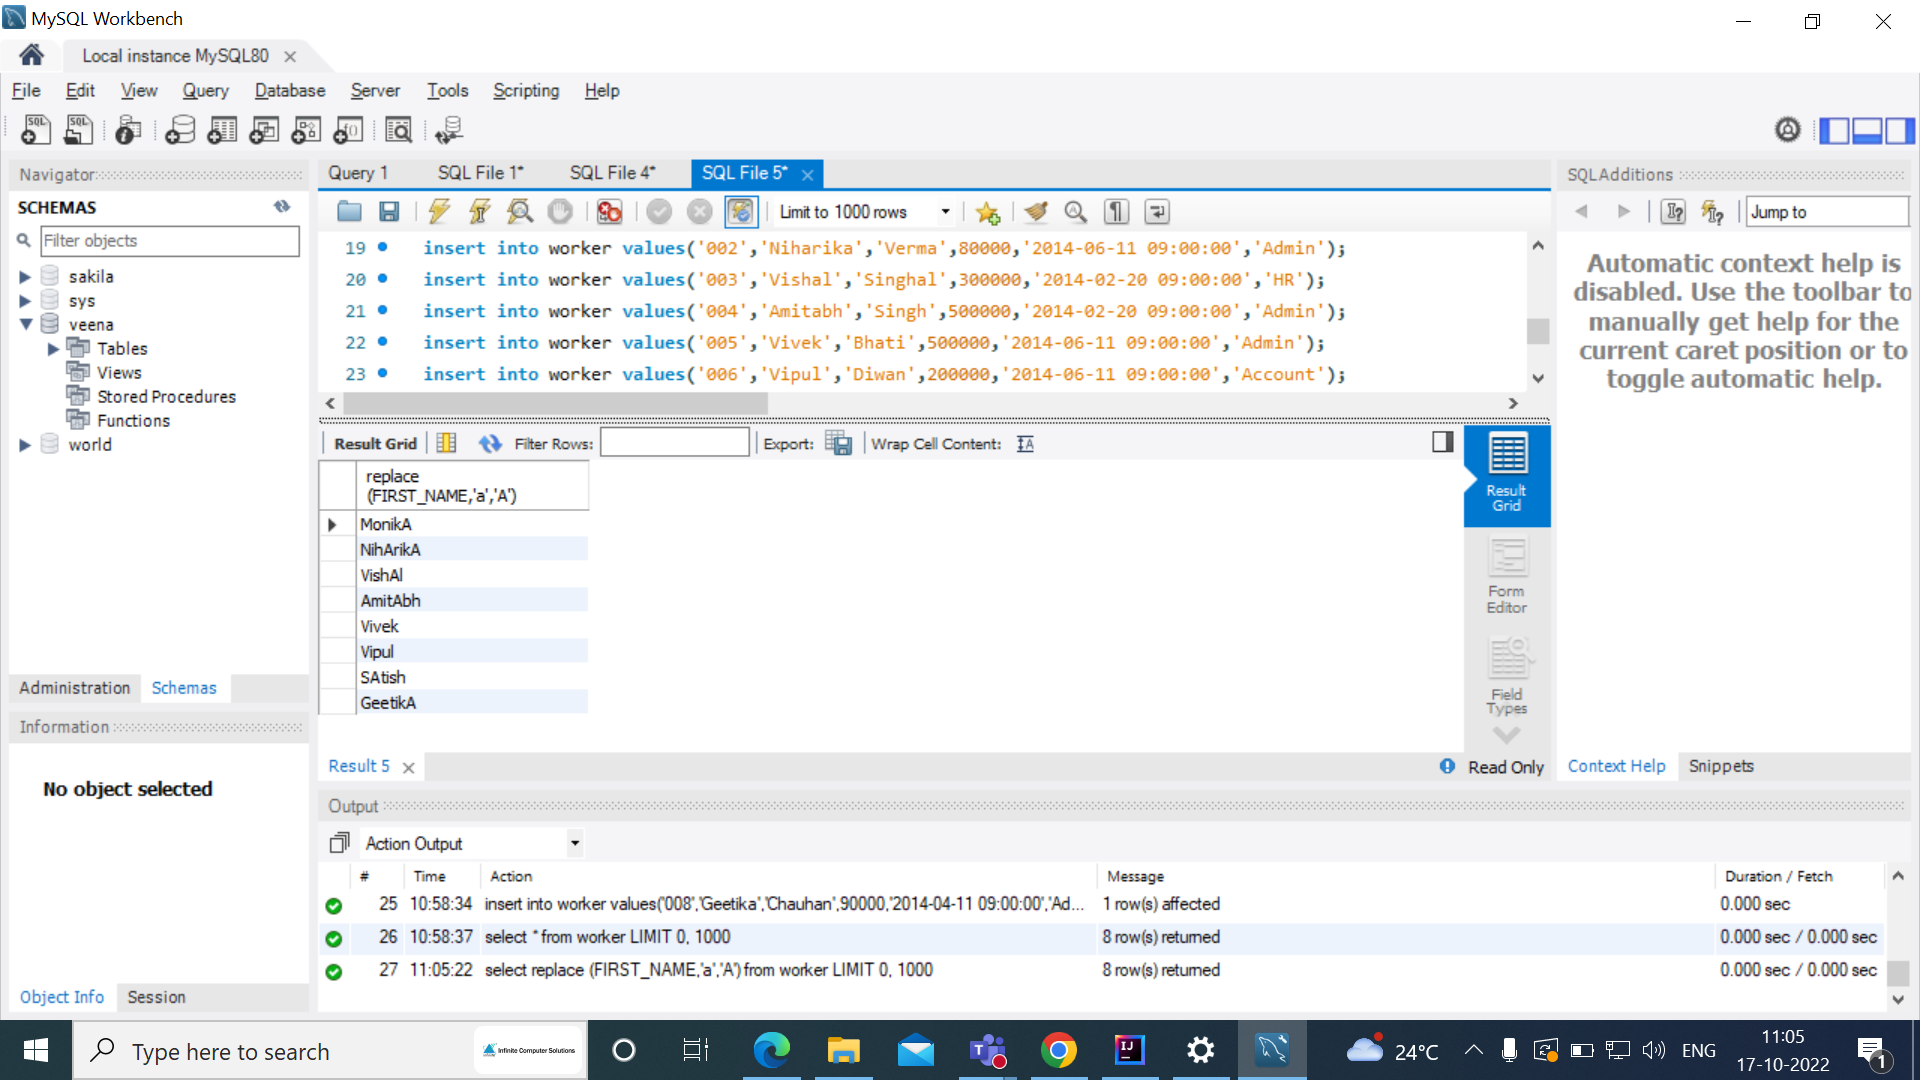 MySQL Workbench
Local instance MySQL80
File Edit View Query Database Server Tools Scripting Help
Navigator
SCHEMAS
Filter objects
sakila
sys
veena
Tables
Views
Stored Procedures
Functions
world
Administration Schemas
Information
No object selected
Object Info Session
Query 1 SQL File 1* SQL File 4* SQL File 5*
Limit to 1000 rows
19 insert into worker values('002','Niharika','Verma',80000,'2014-06-11 09:00:00','Admin');
20 insert into worker values('003','Vishal','Singhal',300000,'2014-02-20 09:00:00','HR');
21 insert into worker values('004','Amitabh','Singh',500000,'2014-02-20 09:00:00','Admin');
22 insert into worker values('005','Vivek','Bhati',500000,'2014-06-11 09:00:00','Admin');
23 insert into worker values('006','Vipul','Diwan',200000,'2014-06-11 09:00:00','Account');
Result Grid Filter Rows: Export: Wrap Cell Content:
replace
(FIRST_NAME,'a','A')
MonikA
NihArikA
VishAl
AmitAbh
Vivek
Vipul
SAtish
GeetikA
Result
Grid
Form
Editor
Field
Types
Result 5
Read Only
SQLAdditions
Jump to
Automatic context help is
disabled. Use the toolbar to
manually get help for the
current caret position or to
toggle automatic help.
Context Help Snippets
Output
Action Output
# Time Action Message Duration / Fetch
25 10:58:34 insert into worker values('008','Geetika','Chauhan',90000,'2014-04-11 09:00:00','Ad... 1 row(s) affected 0.000 sec
26 10:58:37 select * from worker LIMIT 0, 1000 8 row(s) returned 0.000 sec / 0.000 sec
27 11:05:22 select replace (FIRST_NAME,'a','A') from worker LIMIT 0, 1000 8 row(s) returned 0.000 sec / 0.000 sec
Type here to search
Infinite Computer Solutions
24°C
ENG
11:05
17-10-2022
1